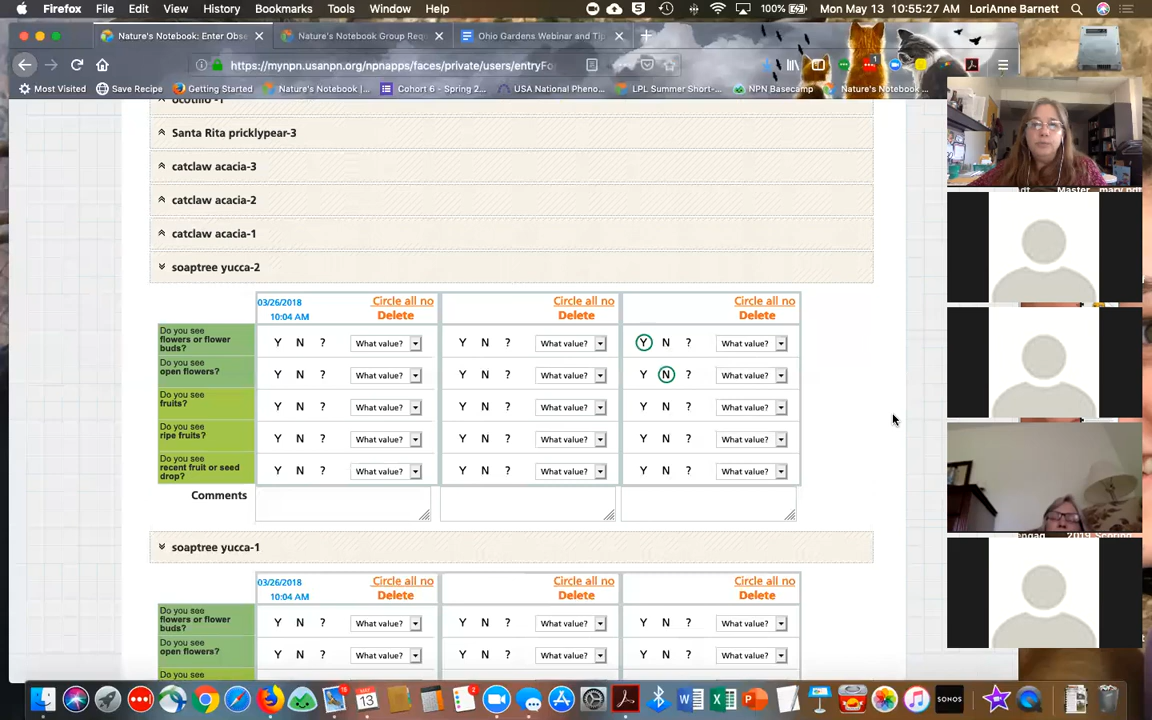 Firefox File Edit View History Bookmarks Tools Window Help 100% Mon May 13 10:55:27 AM LoriAnne Barnett
Nature's Notebook: Enter Obse
Nature's Notebook Group Requ
Ohio Gardens Webinar and Tip
https://mynpn.usanpn.org/npnapps/faces/private/users/entryFo
Most Visited Save Recipe Getting Started Nature's Notebook |... Cohort 6 - Spring 2... USA National Pheno... LPL Summer Short-... NPN Basecamp Nature's Notebook |...
ocotillo -1
Santa Rita pricklypear-3
catclaw acacia-3
catclaw acacia-2
catclaw acacia-1
soaptree yucca-2
03/26/2018 Circle all no Circle all no Circle all no
10:04 AM Delete Delete Delete
Do you see
flowers or flower
buds?
Y N ? What value? Y N ? What value? Y N ? What value?
Do you see
open flowers?
Y N ? What value? Y N ? What value? Y N ? What value?
Do you see
fruits?
Y N ? What value? Y N ? What value? Y N ? What value?
Do you see
ripe fruits?
Y N ? What value? Y N ? What value? Y N ? What value?
Do you see
recent fruit or seed
drop?
Y N ? What value? Y N ? What value? Y N ? What value?
Comments
soaptree yucca-1
03/26/2018 Circle all no Circle all no Circle all no
10:04 AM Delete Delete Delete
Do you see
flowers or flower
buds?
Y N ? What value? Y N ? What value? Y N ? What value?
Do you see
open flowers?
Y N ? What value? Y N ? What value? Y N ? What value?
Do you see
MAY
13
SONOS